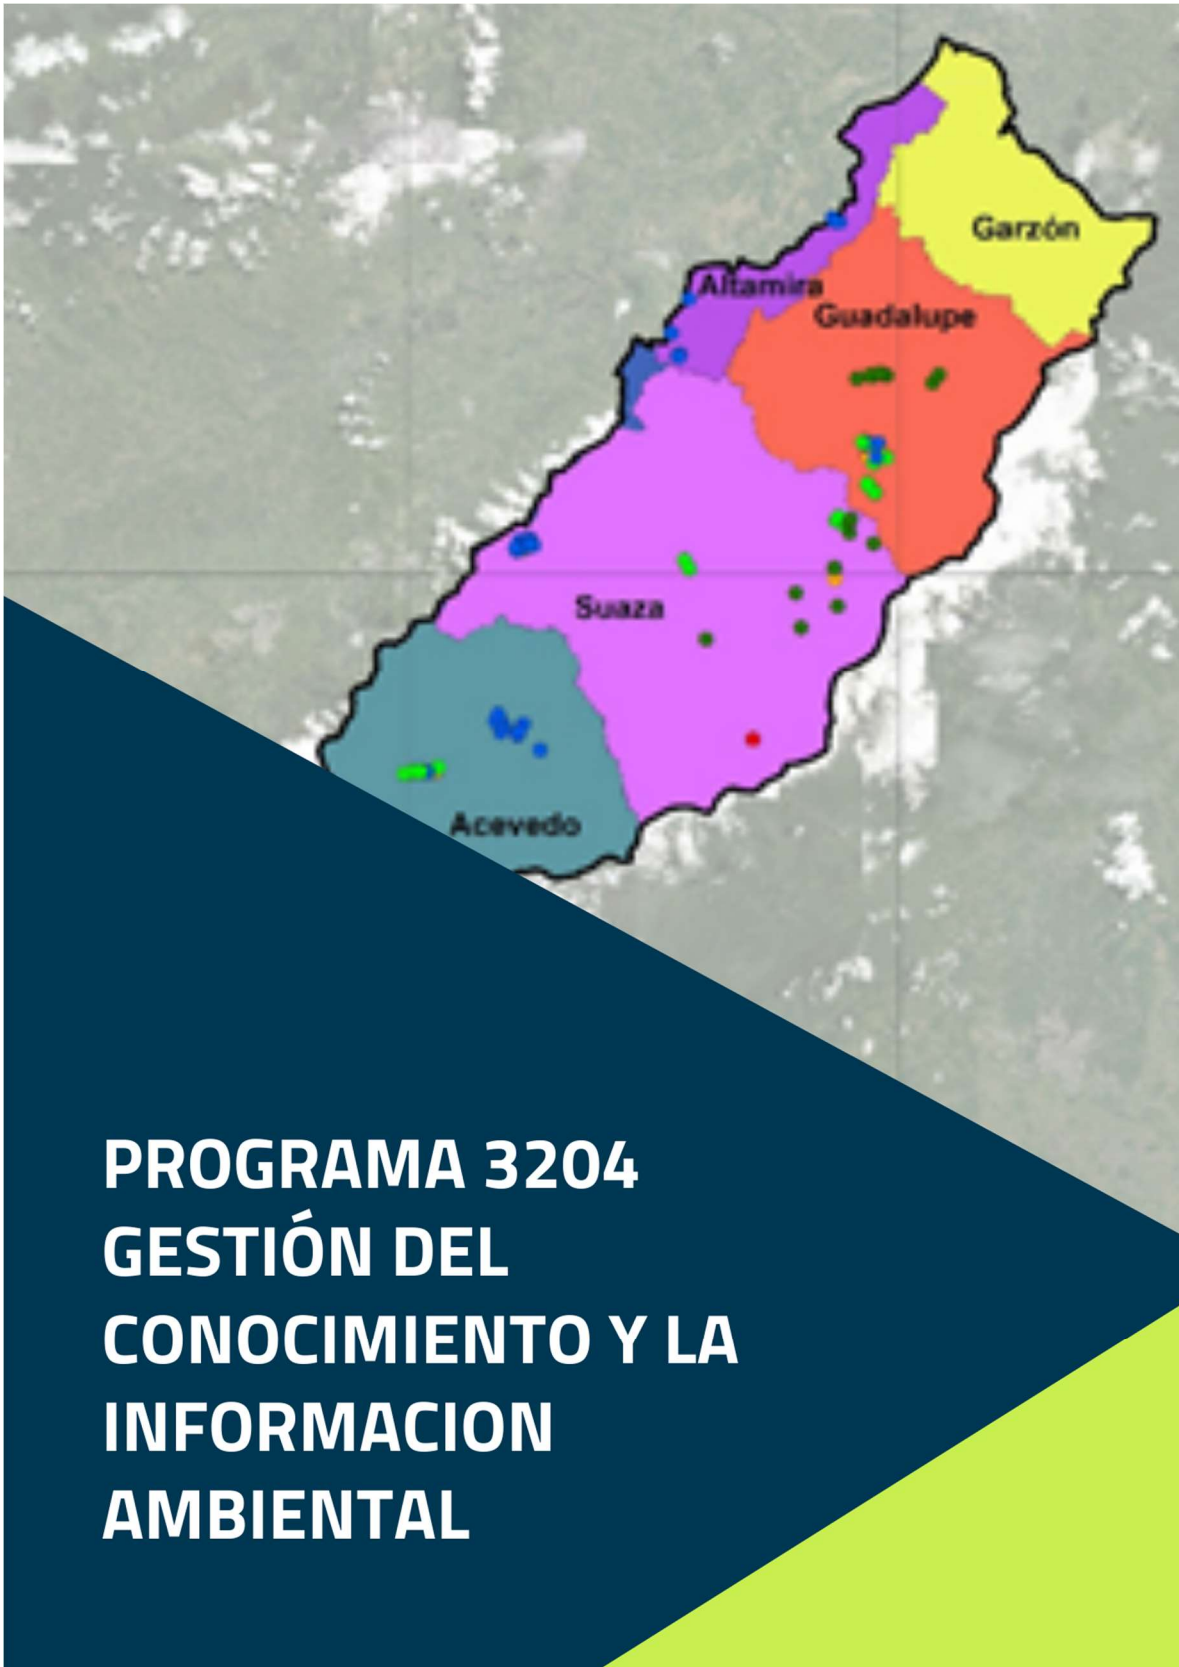 Garzón
Altamira
Guadalupe
Suaza
Acevedo
PROGRAMA 3204
GESTIÓN DEL
CONOCIMIENTO Y LA
INFORMACION
AMBIENTAL